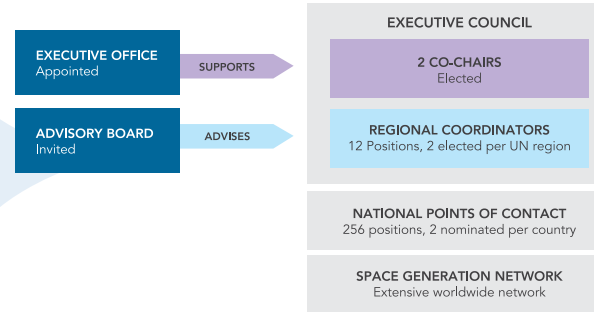 EXECUTIVE OFFICE
Appointed
SUPPORTS
ADVISORY BOARD
Invited
ADVISES
EXECUTIVE COUNCIL
2 CO-CHAIRS
Elected
REGIONAL COORDINATORS
12 Positions, 2 elected per UN region
NATIONAL POINTS OF CONTACT
256 positions, 2 nominated per country
SPACE GENERATION NETWORK
Extensive worldwide network